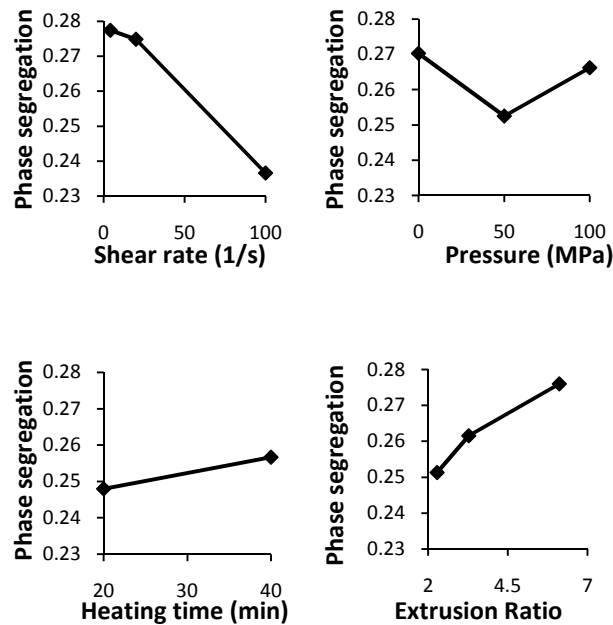 Phase segregation
0.28
0.27
0.26
0.25
0.24
0.23
0 50 100
Shear rate (1/s)
Phase segregation
0.28
0.27
0.26
0.25
0.24
0.23
0 50 100
Pressure (MPa)
Phase segregation
0.28
0.27
0.26
0.25
0.24
0.23
20 30 40
Heating time (min)
Phase segregation
0.28
0.27
0.26
0.25
0.24
0.23
2 4.5 7
Extrusion Ratio